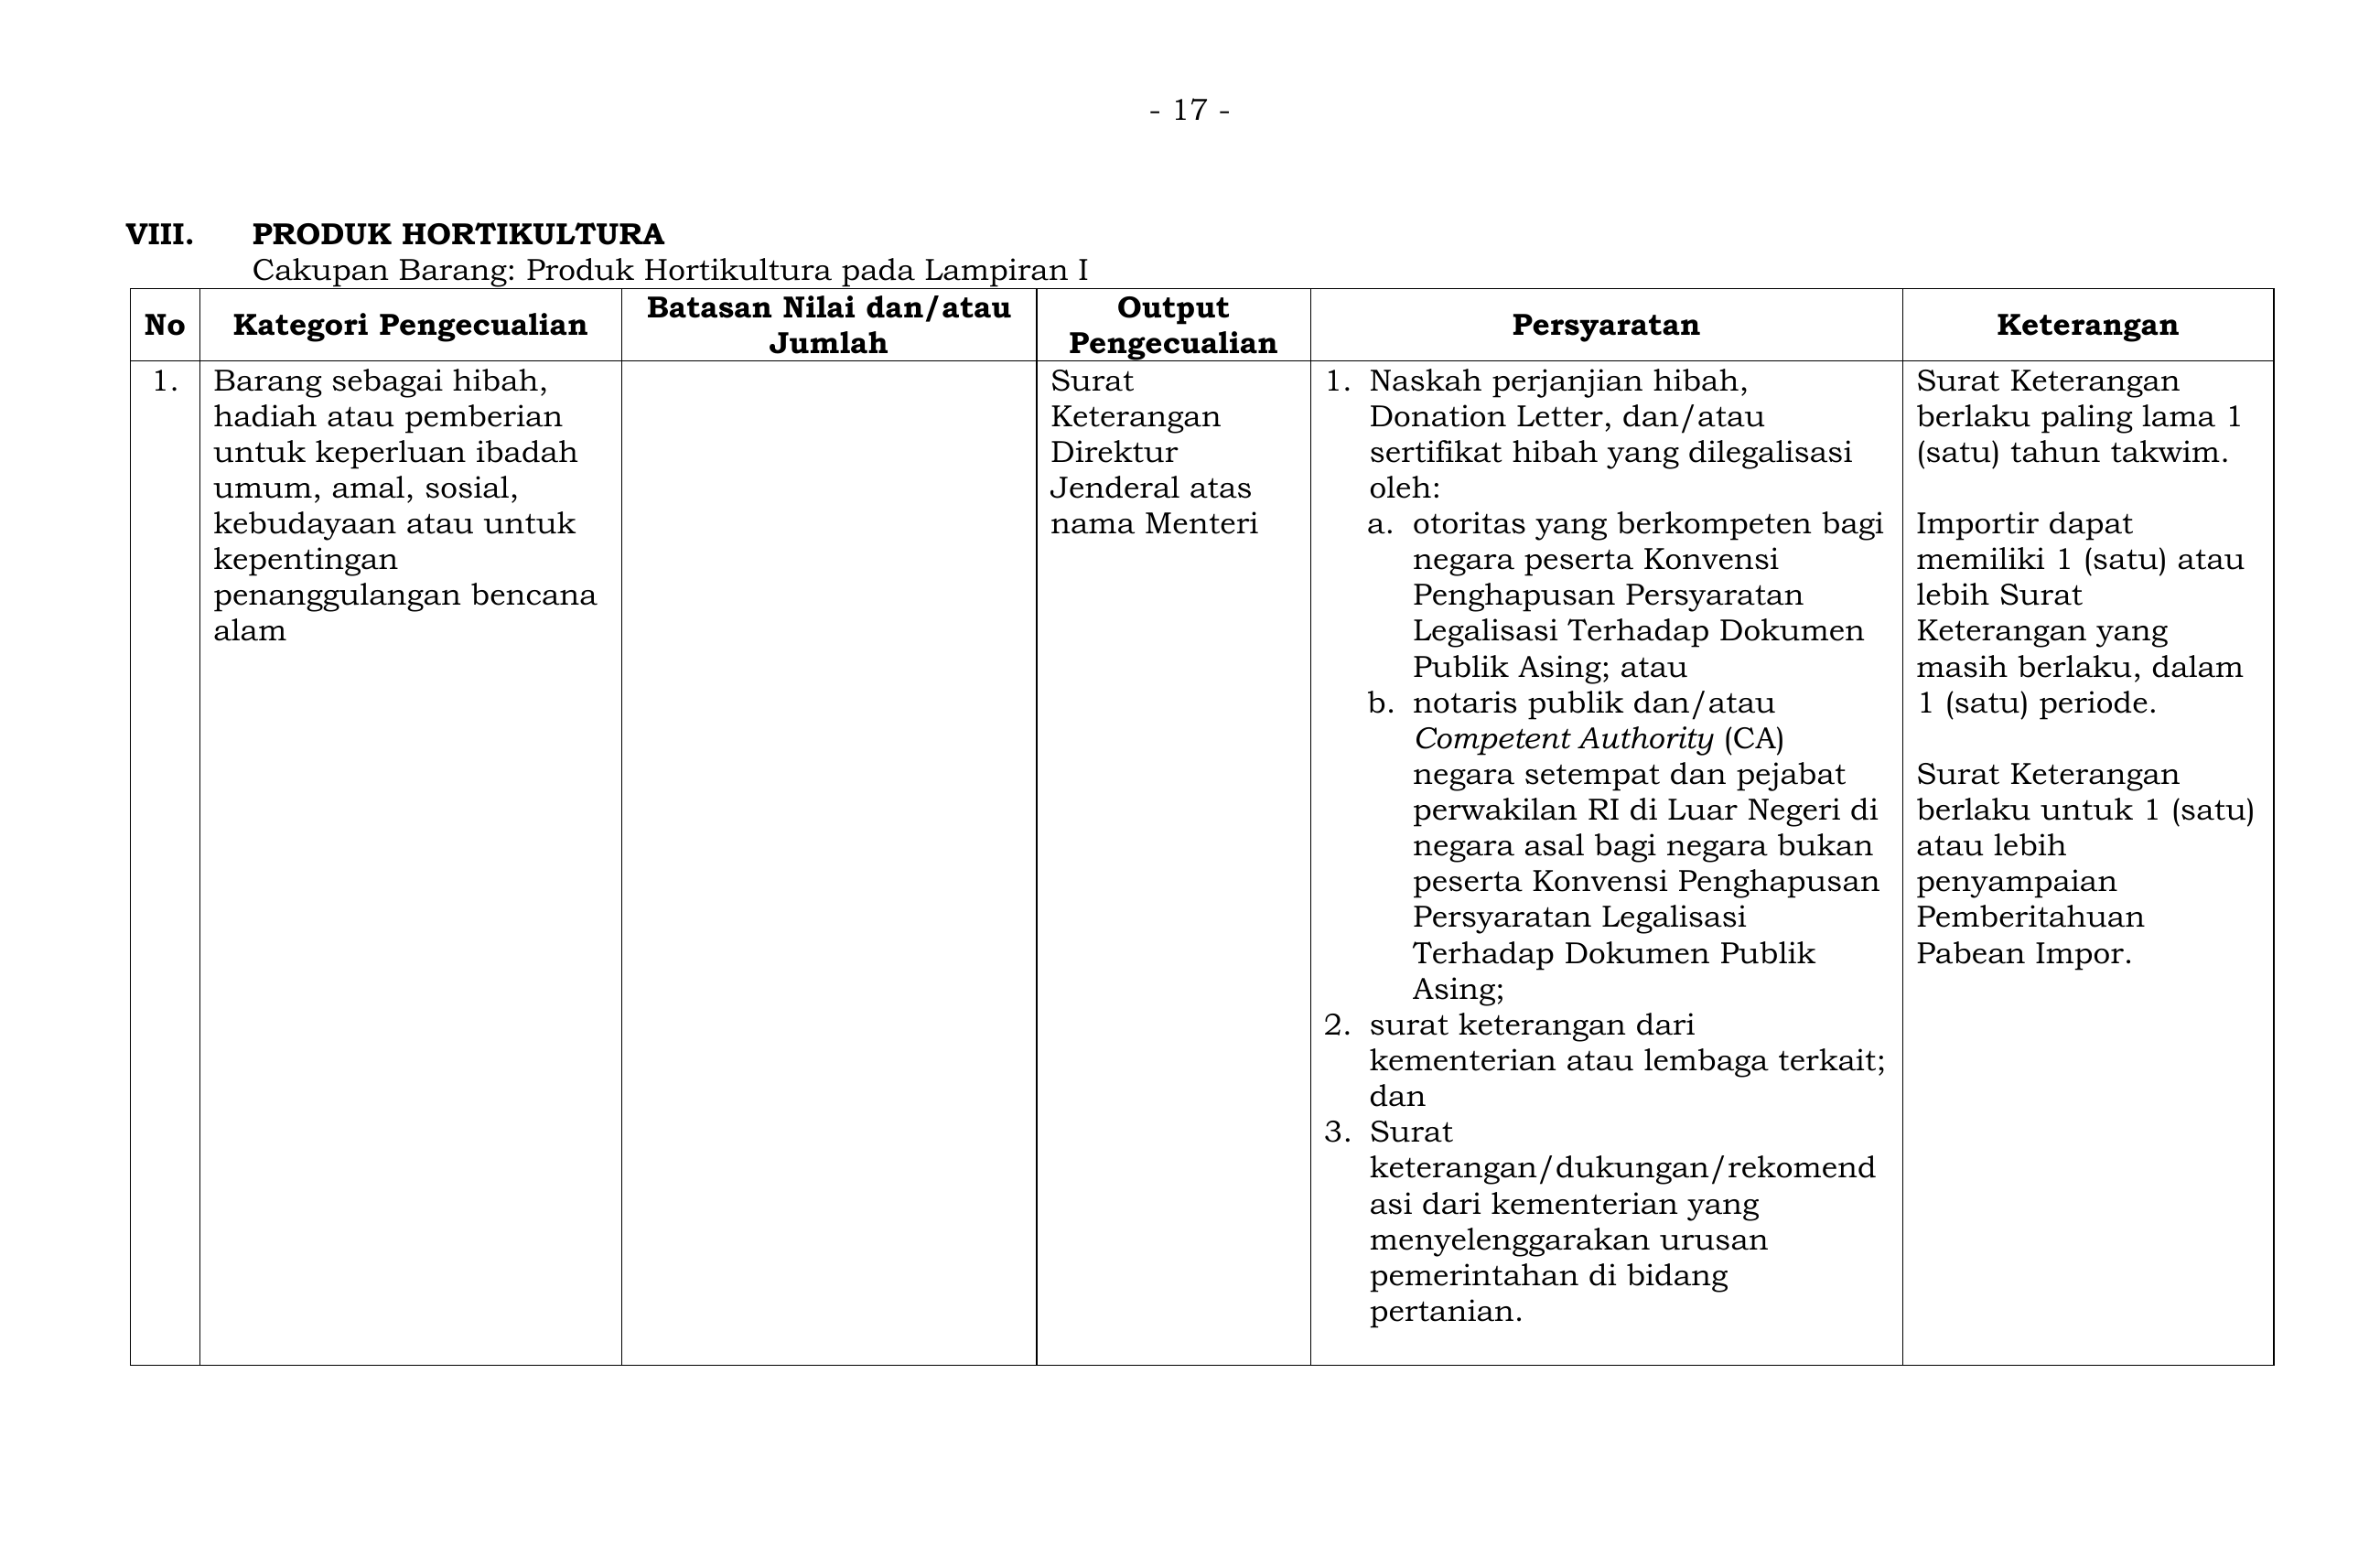 - 17 -
VIII. PRODUK HORTIKULTURA
Cakupan Barang: Produk Hortikultura pada Lampiran I
No
Kategori Pengecualian
Batasan Nilai dan/atau
Jumlah
Output
Pengecualian
Persyaratan
Keterangan
1.
Barang sebagai hibah,
hadiah atau pemberian
untuk keperluan ibadah
umum, amal, sosial,
kebudayaan atau untuk
kepentingan
penanggulangan bencana
alam
Surat
Keterangan
Direktur
Jenderal atas
nama Menteri
1. Naskah perjanjian hibah,
Donation Letter, dan/atau
sertifikat hibah yang dilegalisasi
oleh:
a. otoritas yang berkompeten bagi
negara peserta Konvensi
Penghapusan Persyaratan
Legalisasi Terhadap Dokumen
Publik Asing; atau
b. notaris publik dan/atau
Competent Authority (CA)
negara setempat dan pejabat
perwakilan RI di Luar Negeri di
negara asal bagi negara bukan
peserta Konvensi Penghapusan
Persyaratan Legalisasi
Terhadap Dokumen Publik
Asing;
2. surat keterangan dari
kementerian atau lembaga terkait;
dan
3. Surat
keterangan/dukungan/rekomend
asi dari kementerian yang
menyelenggarakan urusan
pemerintahan di bidang
pertanian.
Surat Keterangan
berlaku paling lama 1
(satu) tahun takwim.
Importir dapat
memiliki 1 (satu) atau
lebih Surat
Keterangan yang
masih berlaku, dalam
1 (satu) periode.
Surat Keterangan
berlaku untuk 1 (satu)
atau lebih
penyampaian
Pemberitahuan
Pabean Impor.